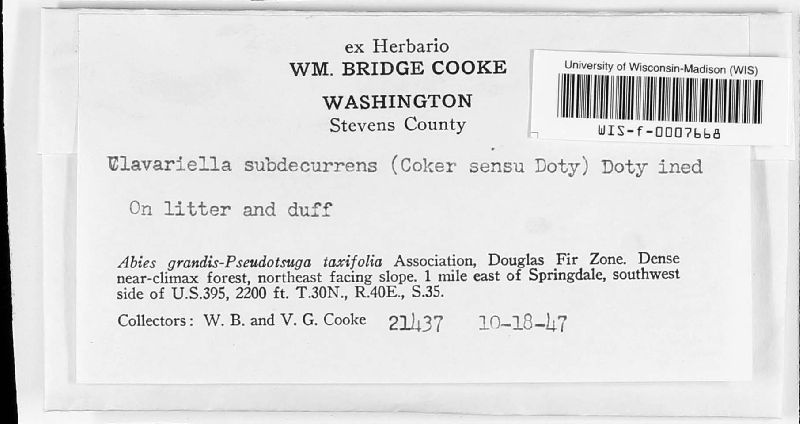 ex Herbario
WM. BRIDGE COOKE
WASHINGTON
Stevens County
University of Wisconsin-Madison (WIS)
WIS-f-0007668
Clavariella subdecurrens (Coker sensu Doty) Doty ined
On litter and duff
Abies grandis-Pseudotsuga taxifolia Association, Douglas Fir Zone. Dense
near-climax forest, northeast facing slope. 1 mile east of Springdale, southwest
side of U.S.395, 2200 ft. T.30N., R.40E., S.35.
Collectors: W. B. and V. G. Cooke 21437 10-18-47